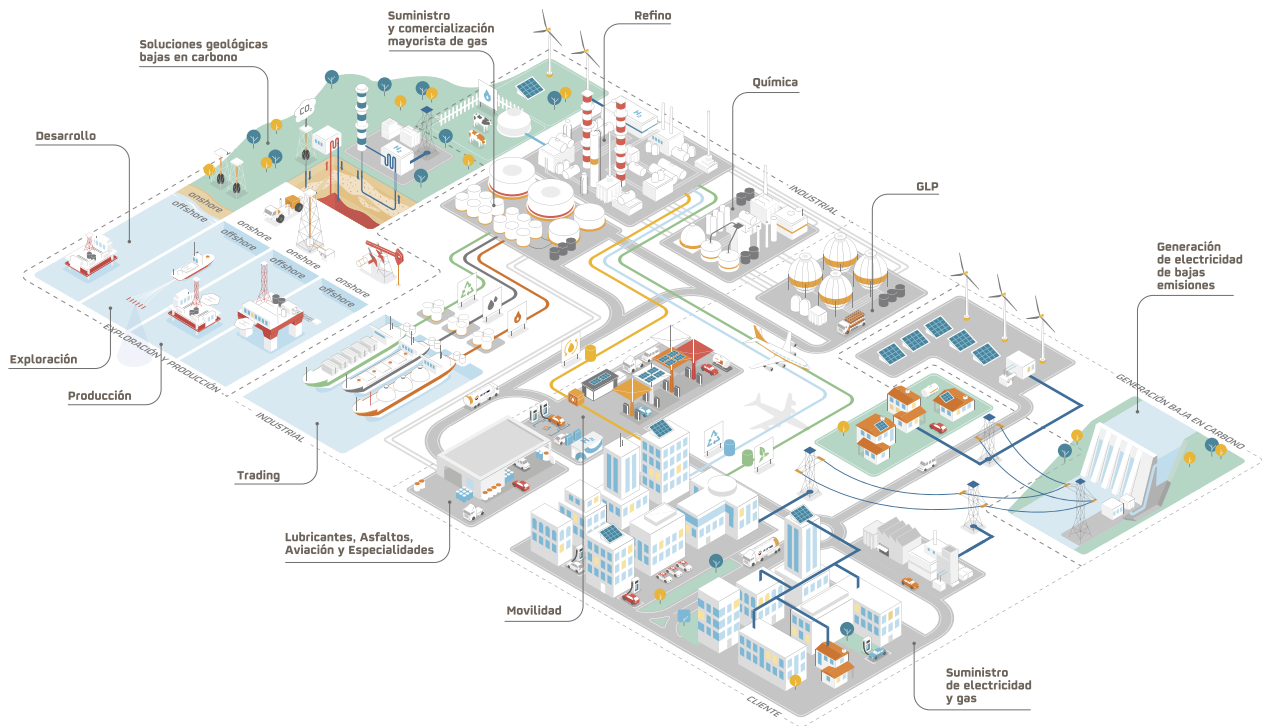 Suministro
y comercialización
mayorista de gas
Refino
Soluciones geológicas
bajas en carbono
Química
CO₂
H₂
Desarrollo
H₂
GLP
INDUSTRIAL
onshore
offshore
onshore
offshore
onshore
offshore
onshore
offshore
Generación
de electricidad
de bajas
emisiones
Exploración
EXPLORACIÓN Y PRODUCCIÓN
Producción
INDUSTRIAL
GENERACIÓN BAJA EN CARBONO
Trading
Lubricantes, Asfaltos,
Aviación y Especialidades
Movilidad
Suministro
de electricidad
y gas
CLIENTE